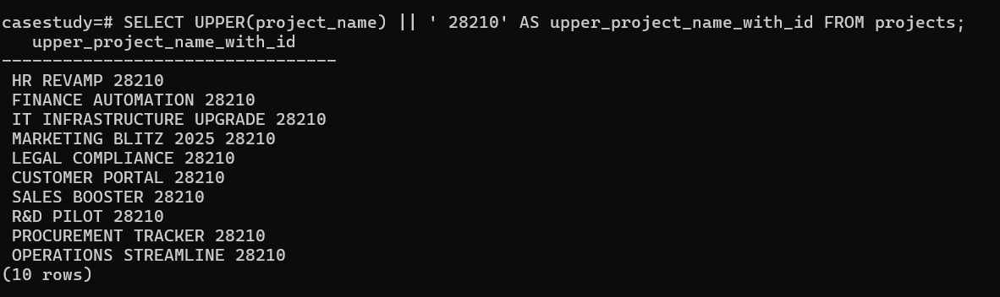 casestudy=# SELECT UPPER(project_name) || ' 28210' AS upper_project_name_with_id FROM projects;
   upper_project_name_with_id
---------------------------------
 HR REVAMP 28210
 FINANCE AUTOMATION 28210
 IT INFRASTRUCTURE UPGRADE 28210
 MARKETING BLITZ 2025 28210
 LEGAL COMPLIANCE 28210
 CUSTOMER PORTAL 28210
 SALES BOOSTER 28210
 R&D PILOT 28210
 PROCUREMENT TRACKER 28210
 OPERATIONS STREAMLINE 28210
(10 rows)